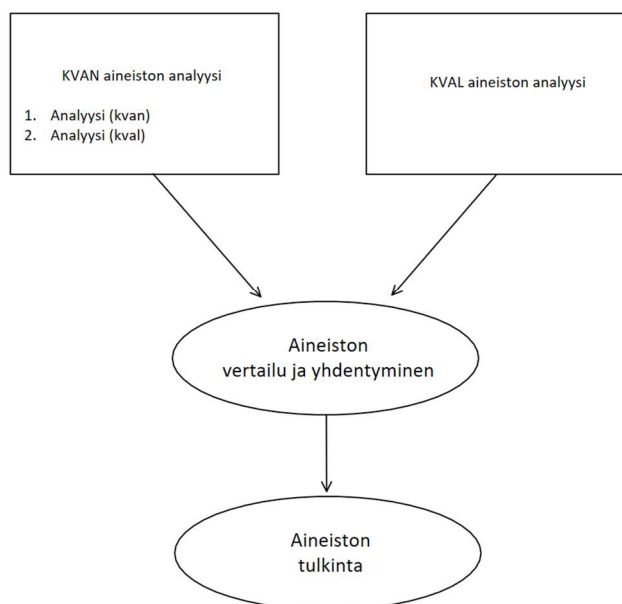 KVAN aineiston analyysi
1. Analyysi (kvan)
2. Analyysi (kval)
KVAL aineiston analyysi
Aineiston
vertailu ja yhdentyminen
Aineiston
tulkinta